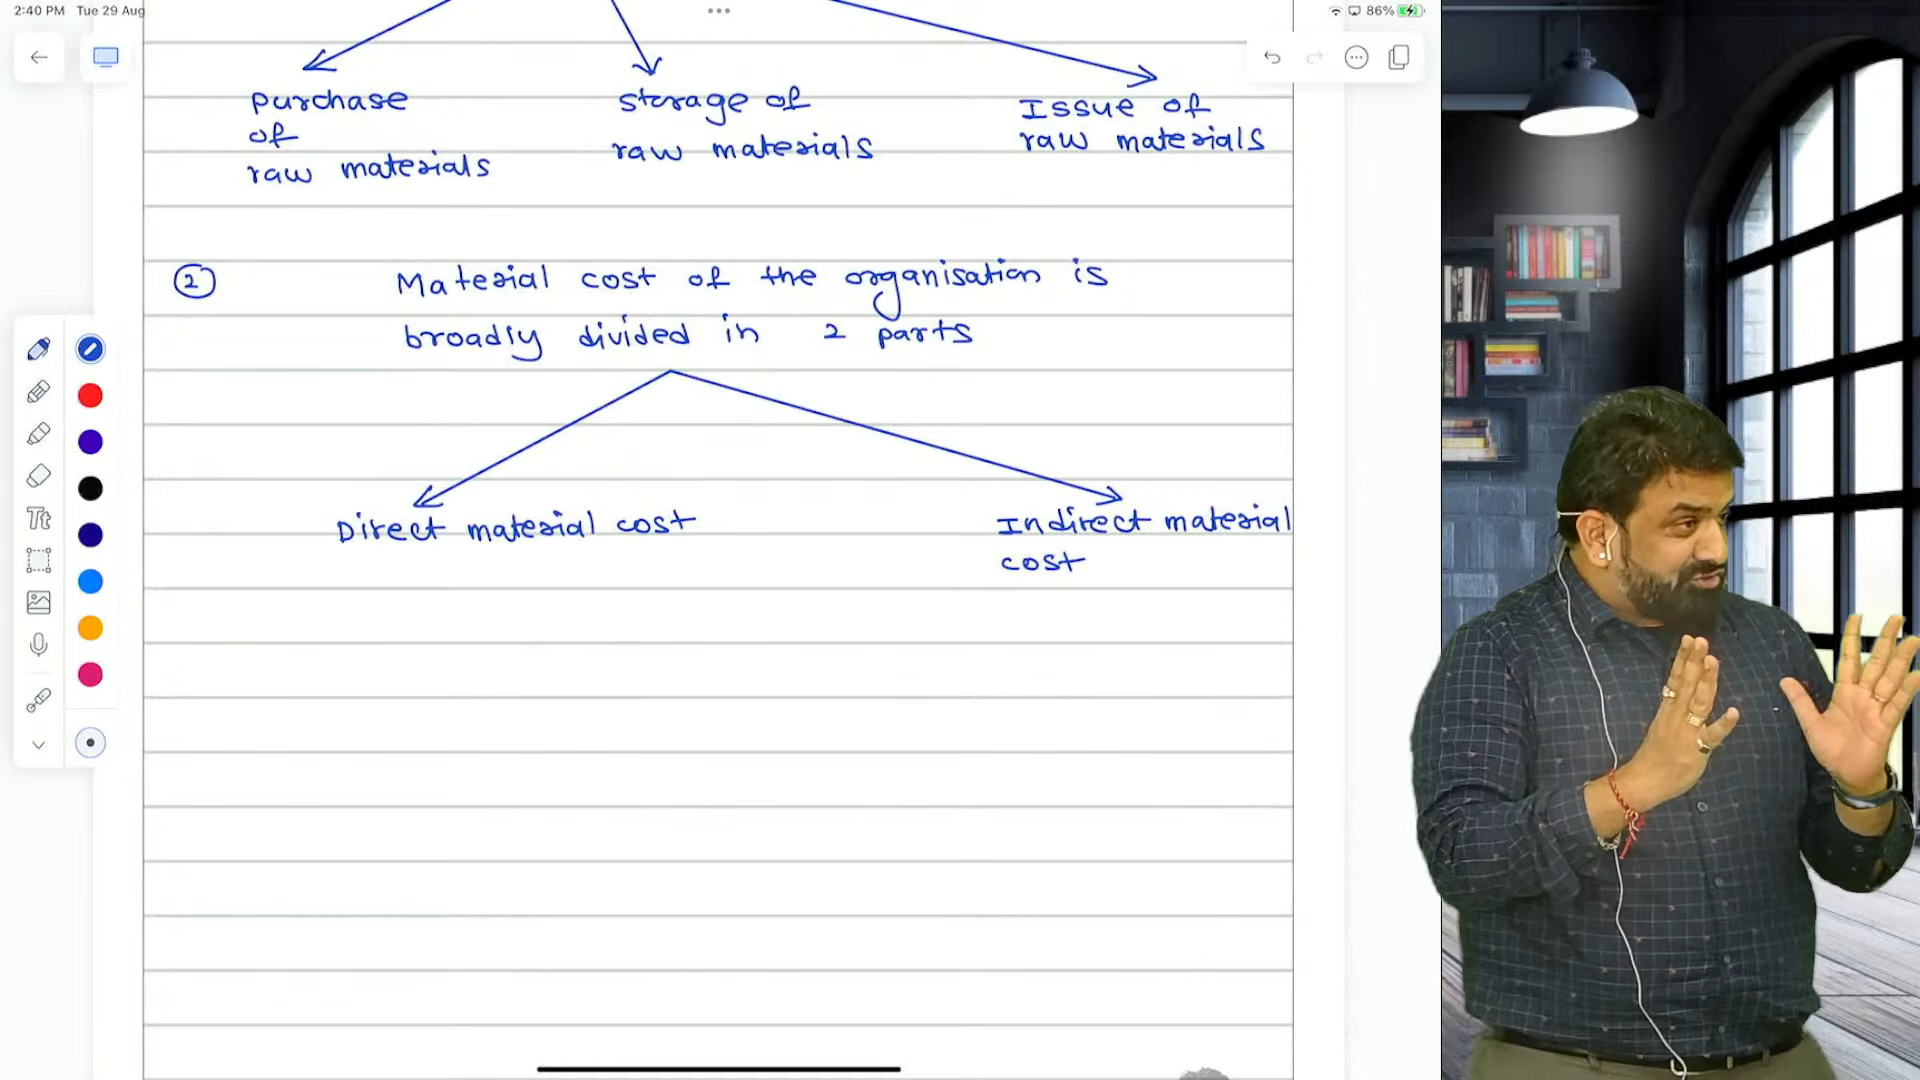 2:40 PM Tue 29 Aug
86%
purchase
of
raw materials
storage of
raw materials
Issue of
raw materials
2
Material cost of the organisation is
broadly divided in 2 parts
Direct material cost
Indirect material
cost
Tt